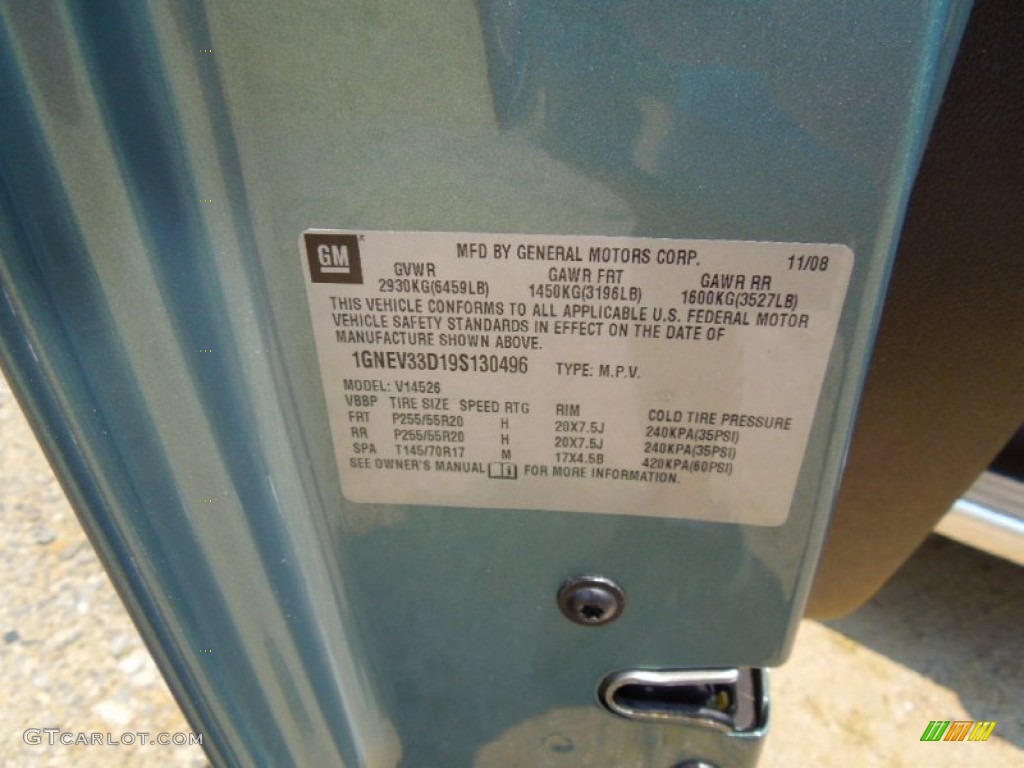 GM
MFD BY GENERAL MOTORS CORP. 11/08
GVWR GAWR FRT GAWR RR
2930KG(6459LB) 1450KG(3196LB) 1600KG(3527LB)
THIS VEHICLE CONFORMS TO ALL APPLICABLE U.S. FEDERAL MOTOR
VEHICLE SAFETY STANDARDS IN EFFECT ON THE DATE OF
MANUFACTURE SHOWN ABOVE.
1GNEV33D19S130496 TYPE: M.P.V.
MODEL: V14526
VBBP TIRE SIZE SPEED RTG RIM COLD TIRE PRESSURE
FRT P255/55R20 H 20X7.5J 240KPA(35PSI)
RR P255/55R20 H 20X7.5J 240KPA(35PSI)
SPA T145/70R17 M 17X4.5B 420KPA(60PSI)
SEE OWNER'S MANUAL FOR MORE INFORMATION.
GTCARLOT.COM